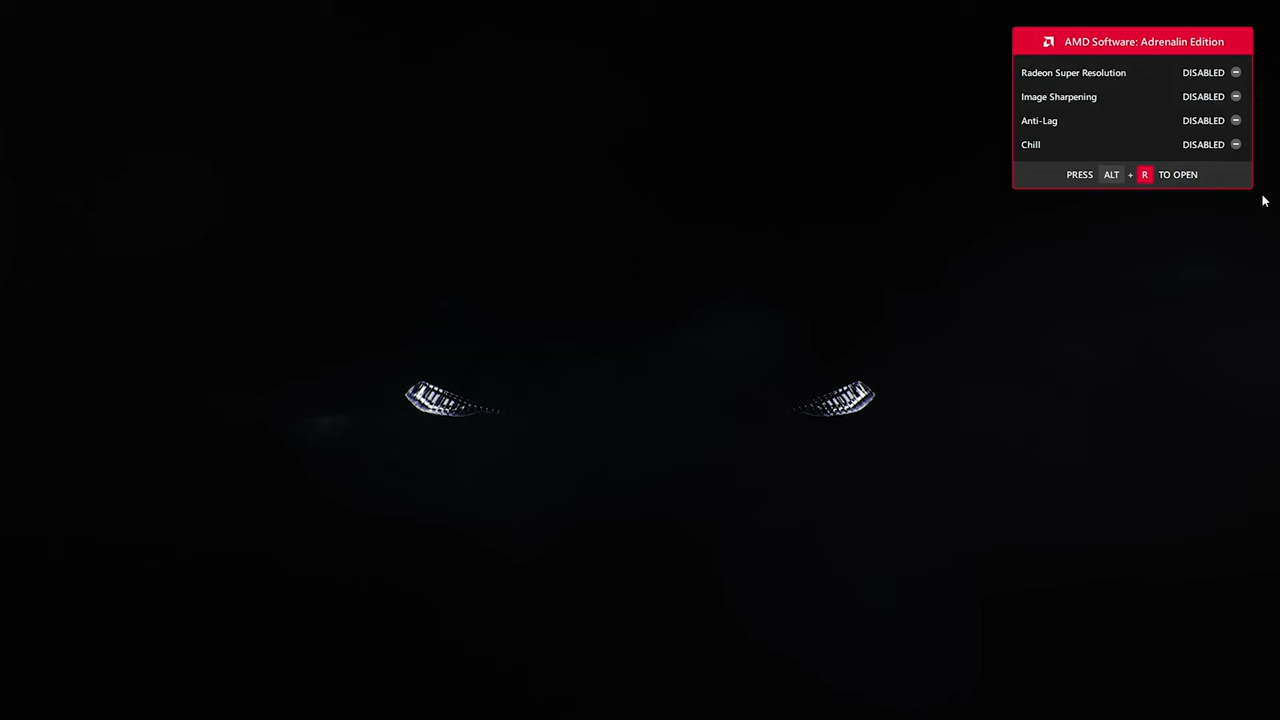 AMD Software: Adrenalin Edition
Radeon Super Resolution DISABLED
Image Sharpening DISABLED
Anti-Lag DISABLED
Chill DISABLED
PRESS ALT + R TO OPEN